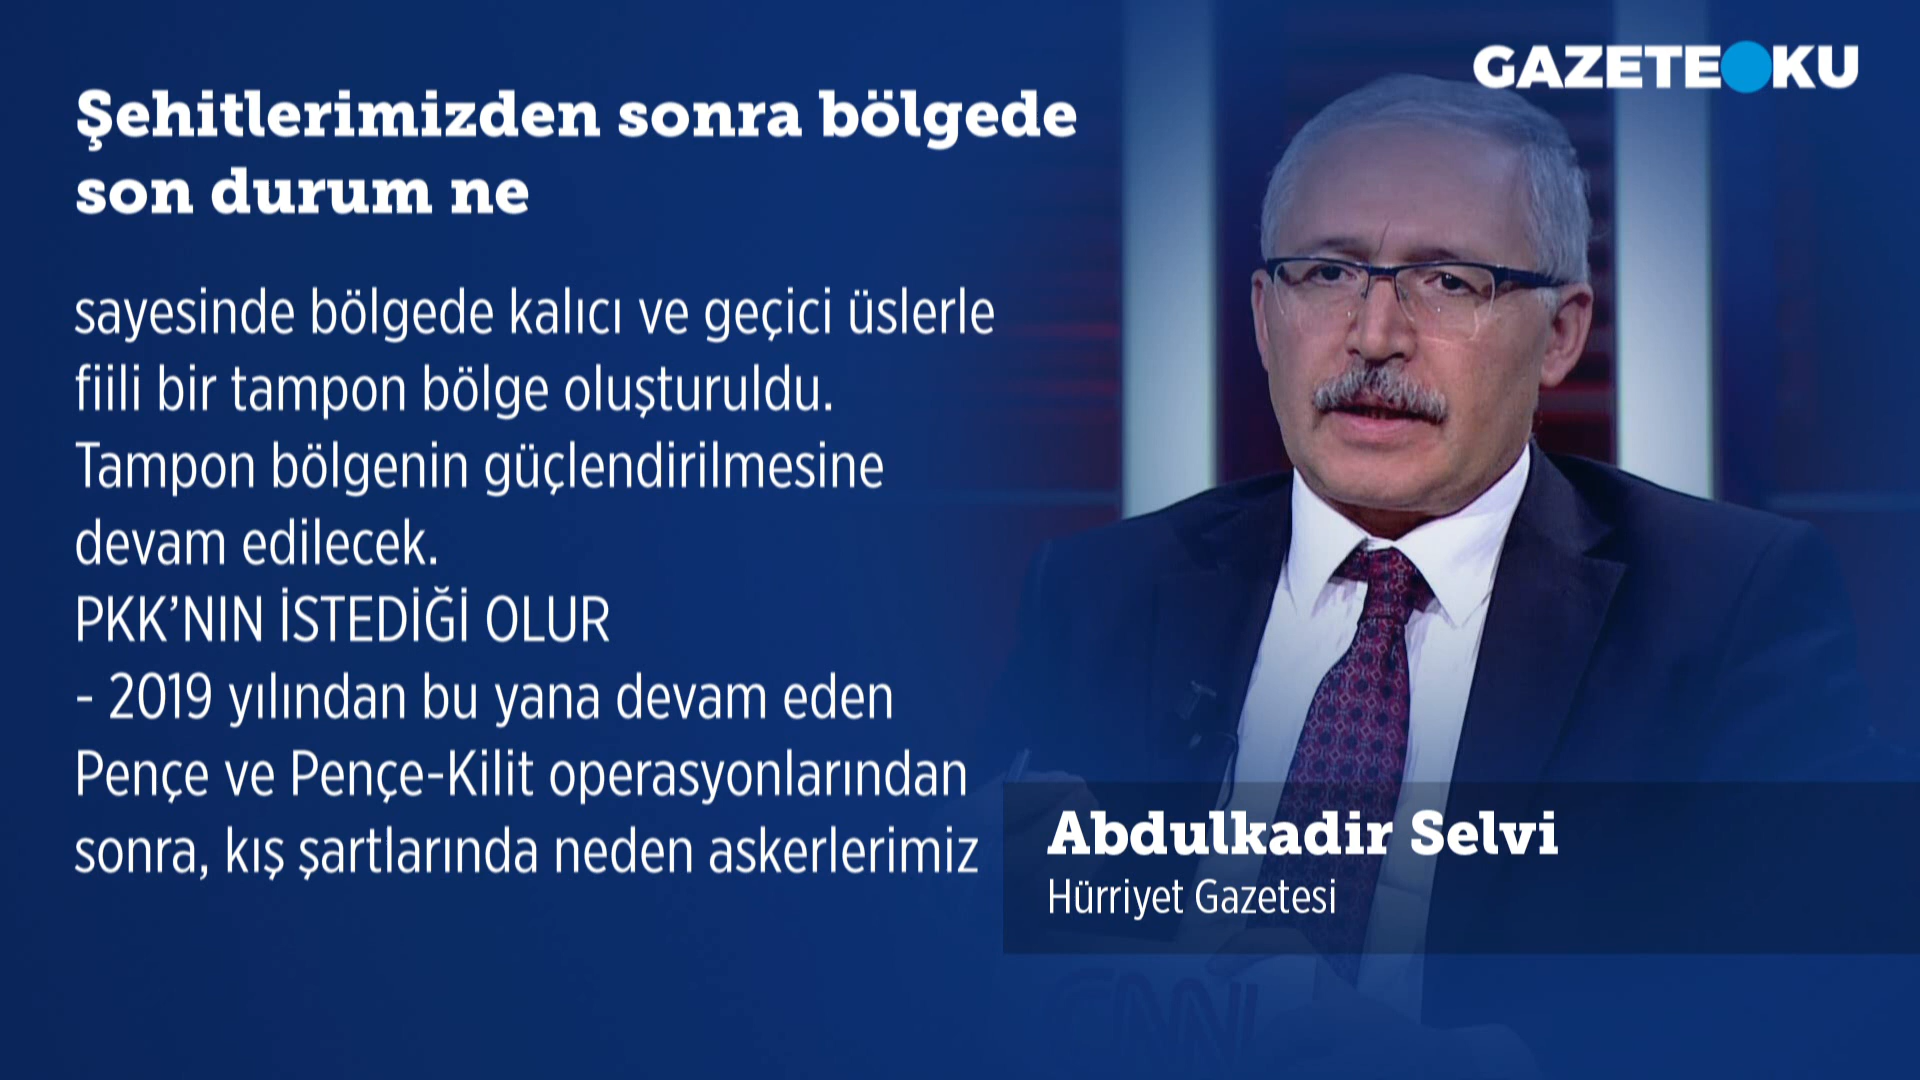 GAZETE KU
Şehitlerimizden sonra bölgede
son durum ne
sayesinde bölgede kalıcı ve geçici üslerle
fiili bir tampon bölge oluşturuldu.
Tampon bölgenin güçlendirilmesine
devam edilecek.
PKK’NIN İSTEDİĞİ OLUR
- 2019 yılından bu yana devam eden
Pençe ve Pençe-Kilit operasyonlarından
sonra, kış şartlarında neden askerlerimiz
Abdulkadir Selvi
Hürriyet Gazetesi
CNN